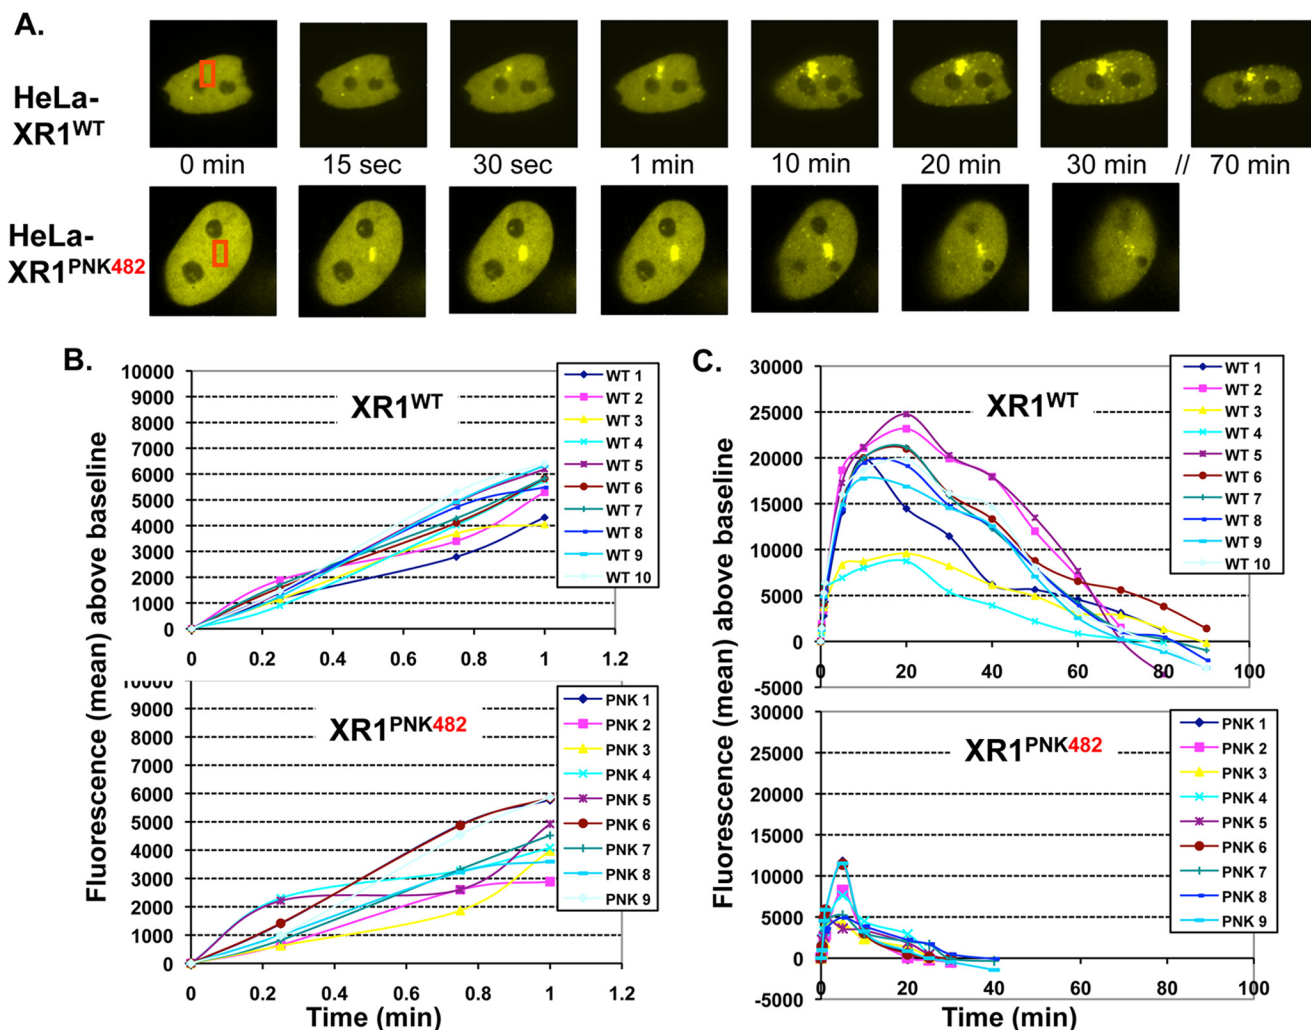 A.
HeLa-
XR1WT
0 min 15 sec 30 sec 1 min 10 min 20 min 30 min // 70 min
HeLa-
XR1PNK482
B.
Fluorescence (mean) above baseline
10000
9000
8000
7000
6000
5000
4000
3000
2000
1000
0
XR1WT
WT 1
WT 2
WT 3
WT 4
WT 5
WT 6
WT 7
WT 8
WT 9
WT 10
0 0.2 0.4 0.6 0.8 1 1.2
10000
9000
8000
7000
6000
5000
4000
3000
2000
1000
0
XR1PNK482
PNK 1
PNK 2
PNK 3
PNK 4
PNK 5
PNK 6
PNK 7
PNK 8
PNK 9
0 0.2 0.4 0.6 0.8 1 1.2
Time (min)
C.
Fluorescence (mean) above baseline
30000
25000
20000
15000
10000
5000
0
-5000
XR1WT
WT 1
WT 2
WT 3
WT 4
WT 5
WT 6
WT 7
WT 8
WT 9
WT 10
0 20 40 60 80 100
30000
25000
20000
15000
10000
5000
0
-5000
XR1PNK482
PNK 1
PNK 2
PNK 3
PNK 4
PNK 5
PNK 6
PNK 7
PNK 8
PNK 9
0 20 40 60 80 100
Time (min)